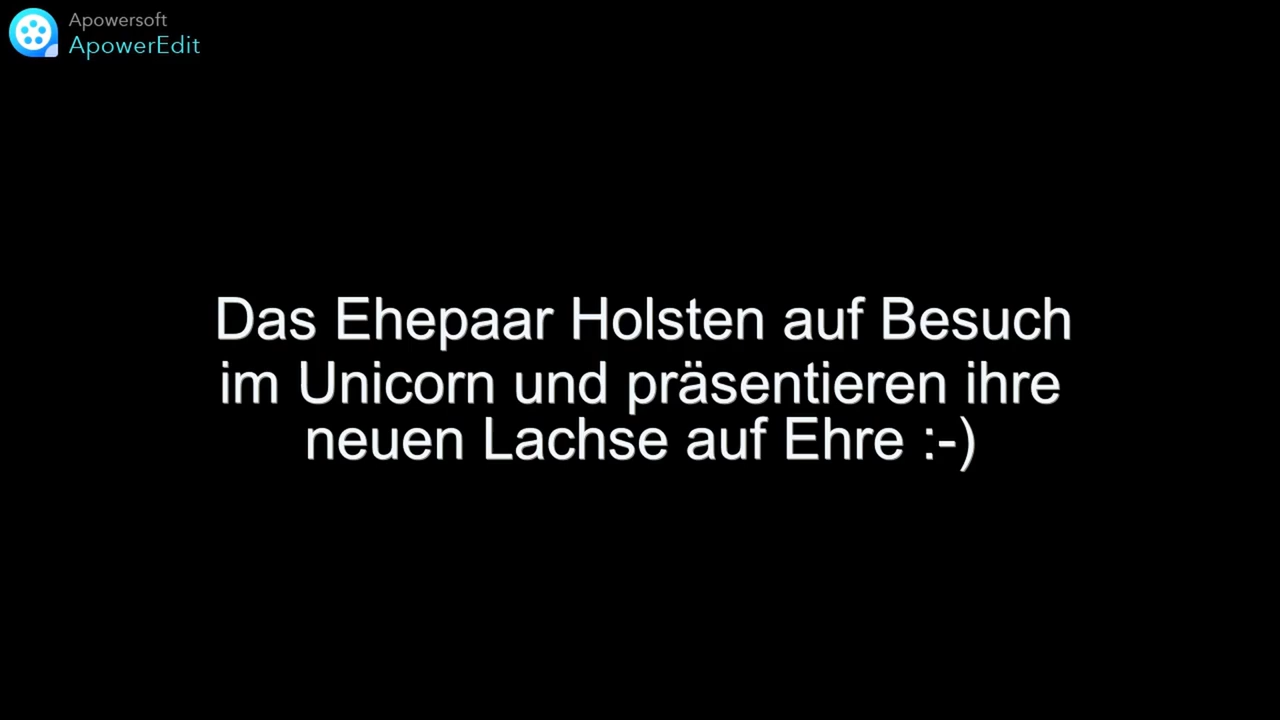 Apowersoft
ApowerEdit
Das Ehepaar Holsten auf Besuch
im Unicorn und präsentieren ihre
neuen Lachse auf Ehre :-)